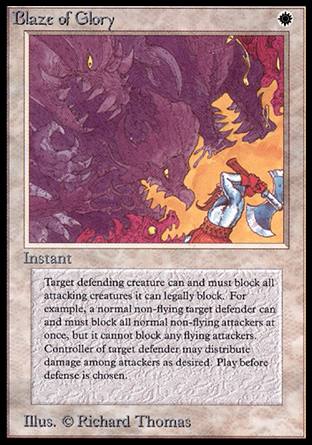 Blaze of Glory
Instant
Target defending creature can and must block all
attacking creatures it can legally block. For
example, a normal non-flying target defender can
and must block all normal non-flying attackers at
once, but it cannot block any flying attackers.
Controller of target defender may distribute
damage among attackers as desired. Play before
defense is chosen.
Illus. © Richard Thomas